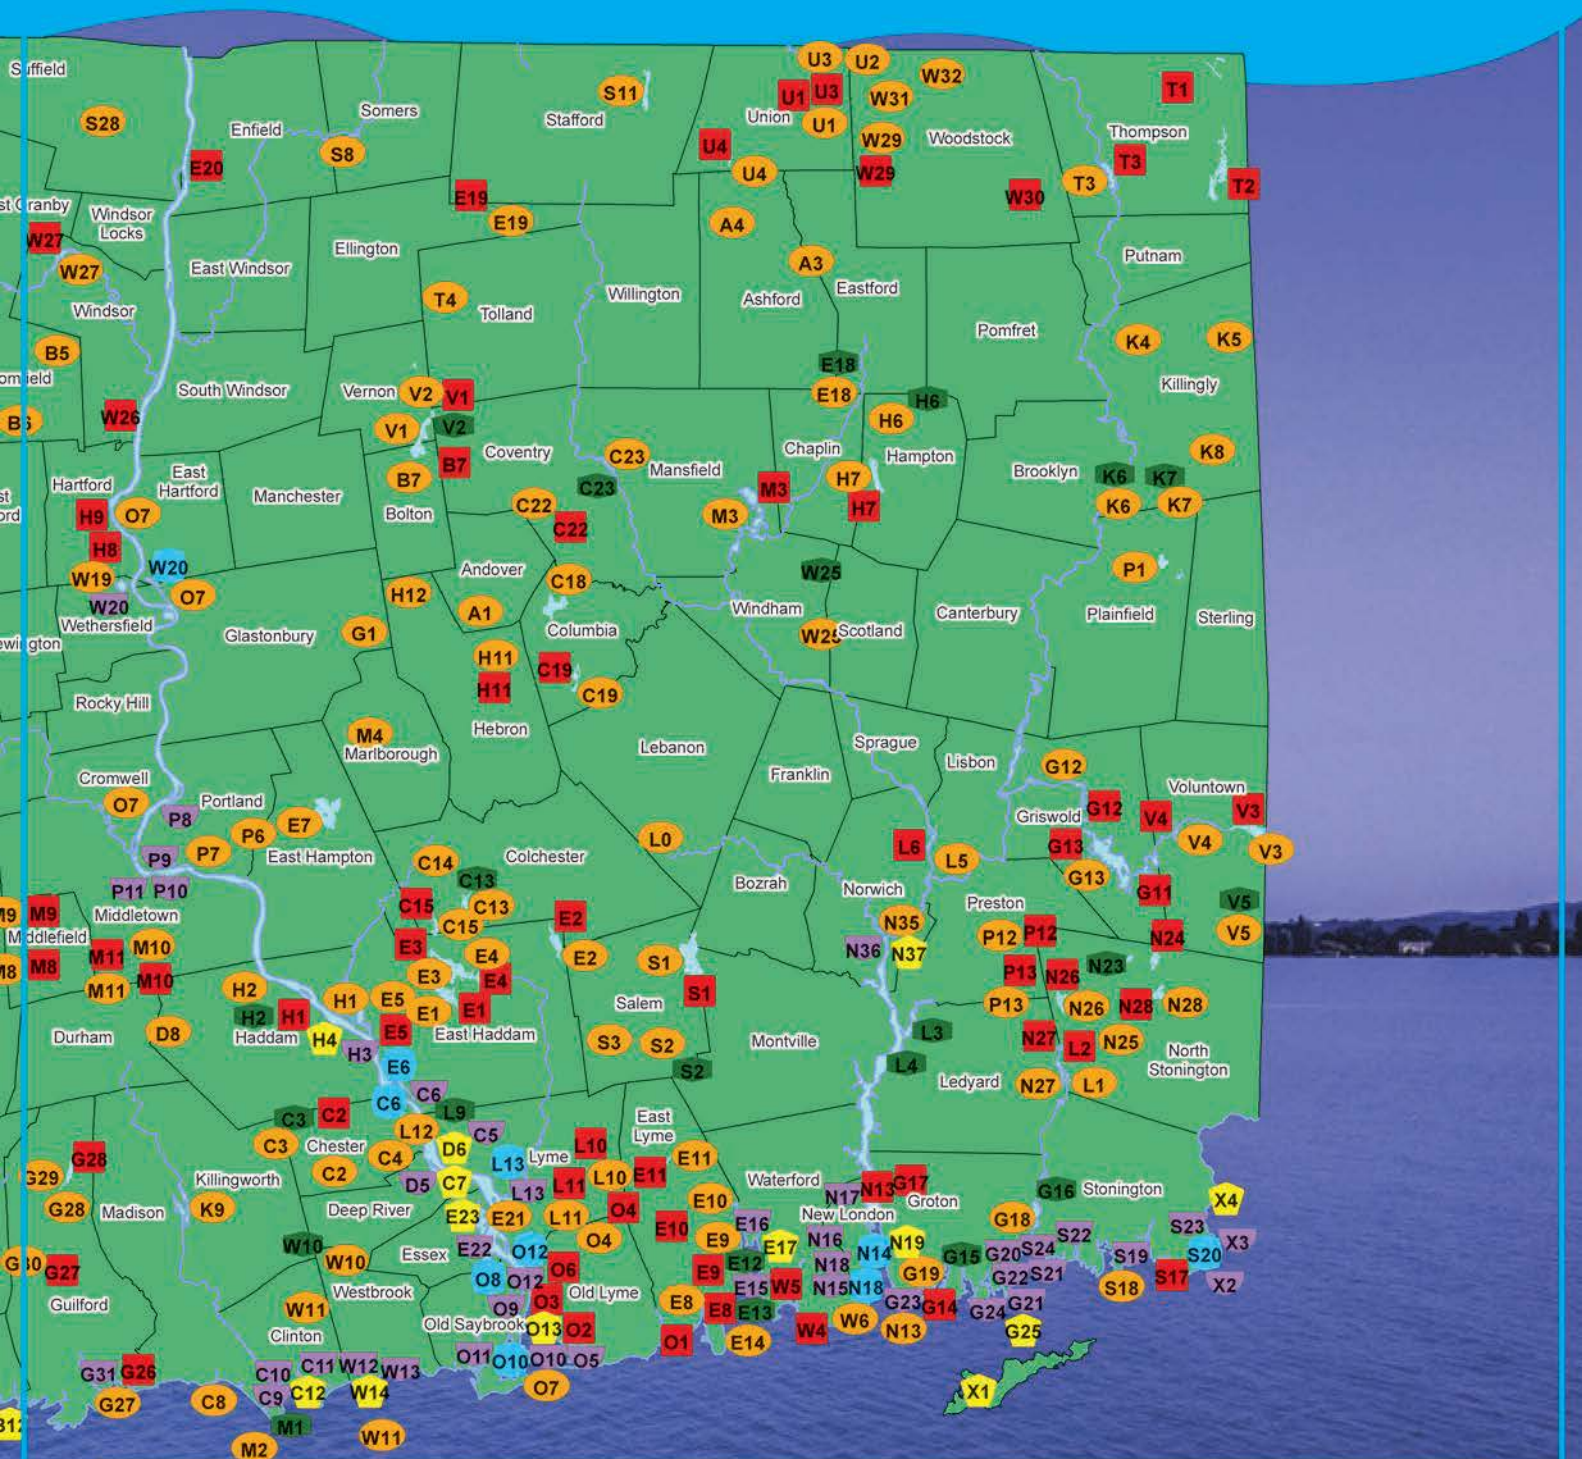 Suffield
S28
Enfield
Somers
S8
E20
Stafford
S11
U3
U2
W32
U1
U3
W31
Union
U1
W29
Woodstock
U4
U4
W29
W30
T1
Thompson
T3
T3
T2
st Granby
Windsor
Locks
W27
W27
Windsor
East Windsor
Ellington
E19
E19
A4
A3
Putnam
T4
Tolland
Willington
Ashford
Eastford
Pomfret
K4
K5
Killingly
B5
omfield
B6
South Windsor
W26
Vernon
V2
V1
V1
V2
B7
B7
Coventry
Bolton
E18
E18
H6
H6
Chaplin
Hampton
C23
Mansfield
C23
M3
M3
H7
H7
C22
C22
Brooklyn
K6
K7
K6
K7
K8
Hartford
East
Hartford
Manchester
H9
O7
H8
W19
W20
O7
W20
Wethersfield
ewington
Glastonbury
G1
H12
Andover
A1
C18
Columbia
H11
H11
C19
C19
Hebron
W25
Windham
W25
Scotland
Canterbury
P1
Plainfield
Sterling
Rocky Hill
M4
Marlborough
Lebanon
Franklin
Sprague
Lisbon
G12
Voluntown
Cromwell
O7
Portland
P8
P6
E7
P7
P9
P11
P10
East Hampton
Middletown
L0
Colchester
C14
C13
C15
C13
C15
Bozrah
L6
L5
Norwich
Griswold
G12
V4
V3
G13
V4
V3
G13
G11
V5
V5
M9
M9
Middlefield
M8
M8
M11
M10
M10
M11
E3
E4
E3
E4
E2
E2
S1
S1
N35
N36
N37
Preston
P12
P12
N24
P13
P13
N26
N23
N26
N28
N28
Durham
D8
H2
H2
H1
Haddam
H4
H1
E5
E1
E1
E5
East Haddam
H3
E6
Salem
S3
S2
S2
Montville
L3
L4
N27
L2
N25
North
Stonington
Ledyard
N27
L1
C6
C6
L9
C3
C2
C3
Chester
C2
L12
C4
C5
D6
East
Lyme
L10
Lyme
L13
L13
E11
E11
G28
G29
G28
Madison
Killingworth
K9
Deep River
D5
C7
E23
E21
L11
L11
L10
O4
O4
E10
E10
Waterford
N17
N13
G17
Groton
New London
G16
Stonington
X4
W10
W10
Essex
E22
O12
O8
O12
O6
E9
E9
E16
E17
E12
N16
N14
N19
N18
G19
G15
G18
G20
S24
S22
S23
S19
S20
X3
G30
G27
Guilford
W11
Westbrook
Clinton
O9
O3
Old Lyme
Old Saybrook
O13
O2
E8
E8
E15
W5
E13
N15
N18
G22
S21
S18
S17
X2
O1
E14
W4
W6
G23
G14
N13
G24
G21
G25
G31
G26
G27
C8
C10
C11
W12
W13
C9
C12
W14
O11
O10
O10
O5
O7
X1
M1
M2
W11